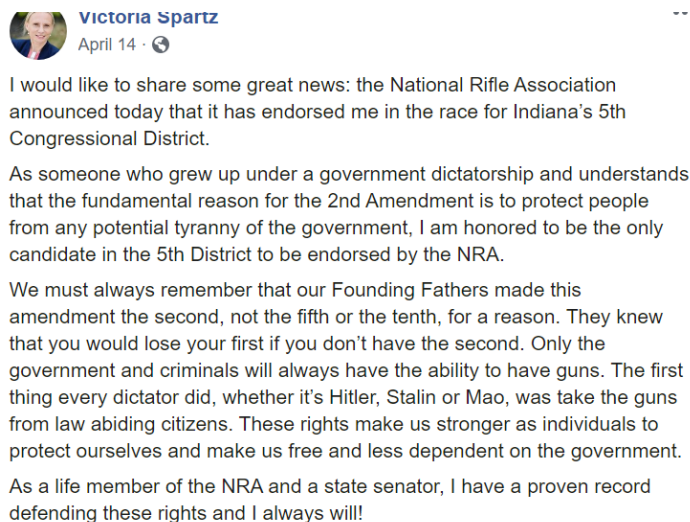 Victoria Spartz
April 14 ·
I would like to share some great news: the National Rifle Association
announced today that it has endorsed me in the race for Indiana’s 5th
Congressional District.
As someone who grew up under a government dictatorship and understands
that the fundamental reason for the 2nd Amendment is to protect people
from any potential tyranny of the government, I am honored to be the only
candidate in the 5th District to be endorsed by the NRA.
We must always remember that our Founding Fathers made this
amendment the second, not the fifth or the tenth, for a reason. They knew
that you would lose your first if you don’t have the second. Only the
government and criminals will always have the ability to have guns. The first
thing every dictator did, whether it’s Hitler, Stalin or Mao, was take the guns
from law abiding citizens. These rights make us stronger as individuals to
protect ourselves and make us free and less dependent on the government.
As a life member of the NRA and a state senator, I have a proven record
defending these rights and I always will!